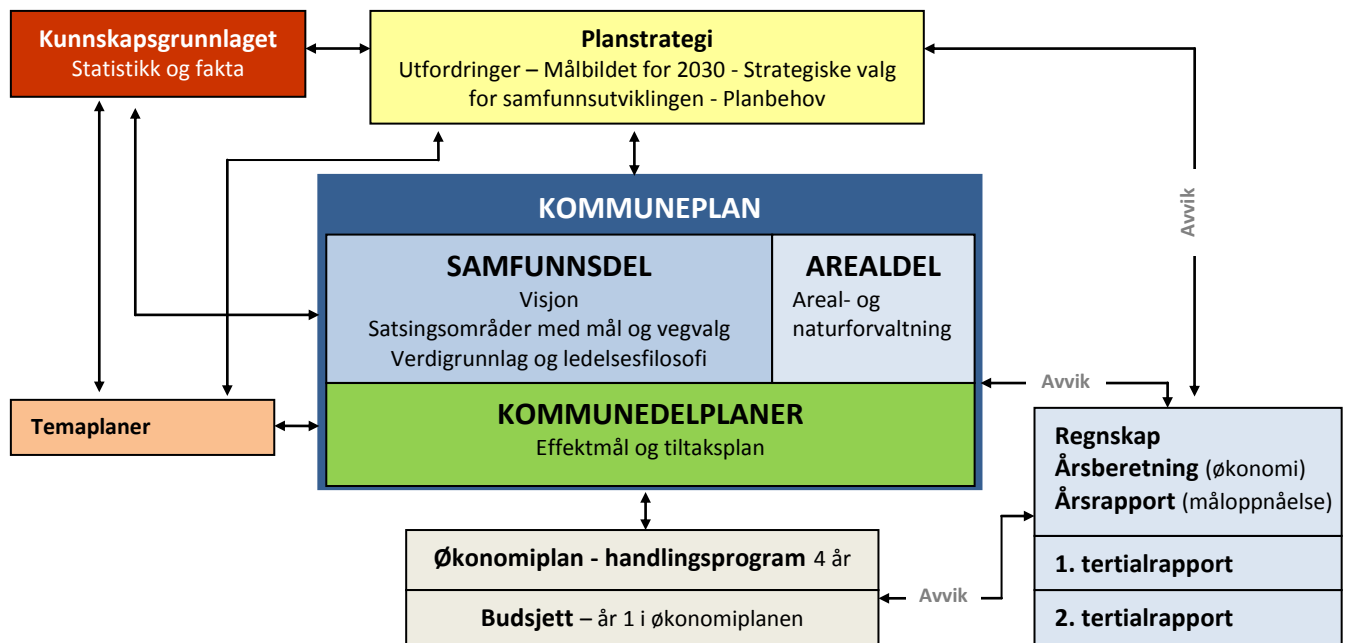 Kunnskapsgrunnlaget
Statistikk og fakta
Planstrategi
Utfordringer – Målbildet for 2030 - Strategiske valg
for samfunnsutviklingen - Planbehov
Avvik
KOMMUNEPLAN
SAMFUNNSDEL
Visjon
Satsingsområder med mål og vegvalg
Verdigrunnlag og ledelsesfilosofi
AREALDEL
Areal- og
naturforvaltning
Avvik
Temaplaner
KOMMUNEDELPLANER
Effektmål og tiltaksplan
Regnskap
Årsberetning (økonomi)
Årsrapport (måloppnåelse)
1. tertialrapport
2. tertialrapport
Økonomiplan - handlingsprogram 4 år
Budsjett – år 1 i økonomiplanen
Avvik